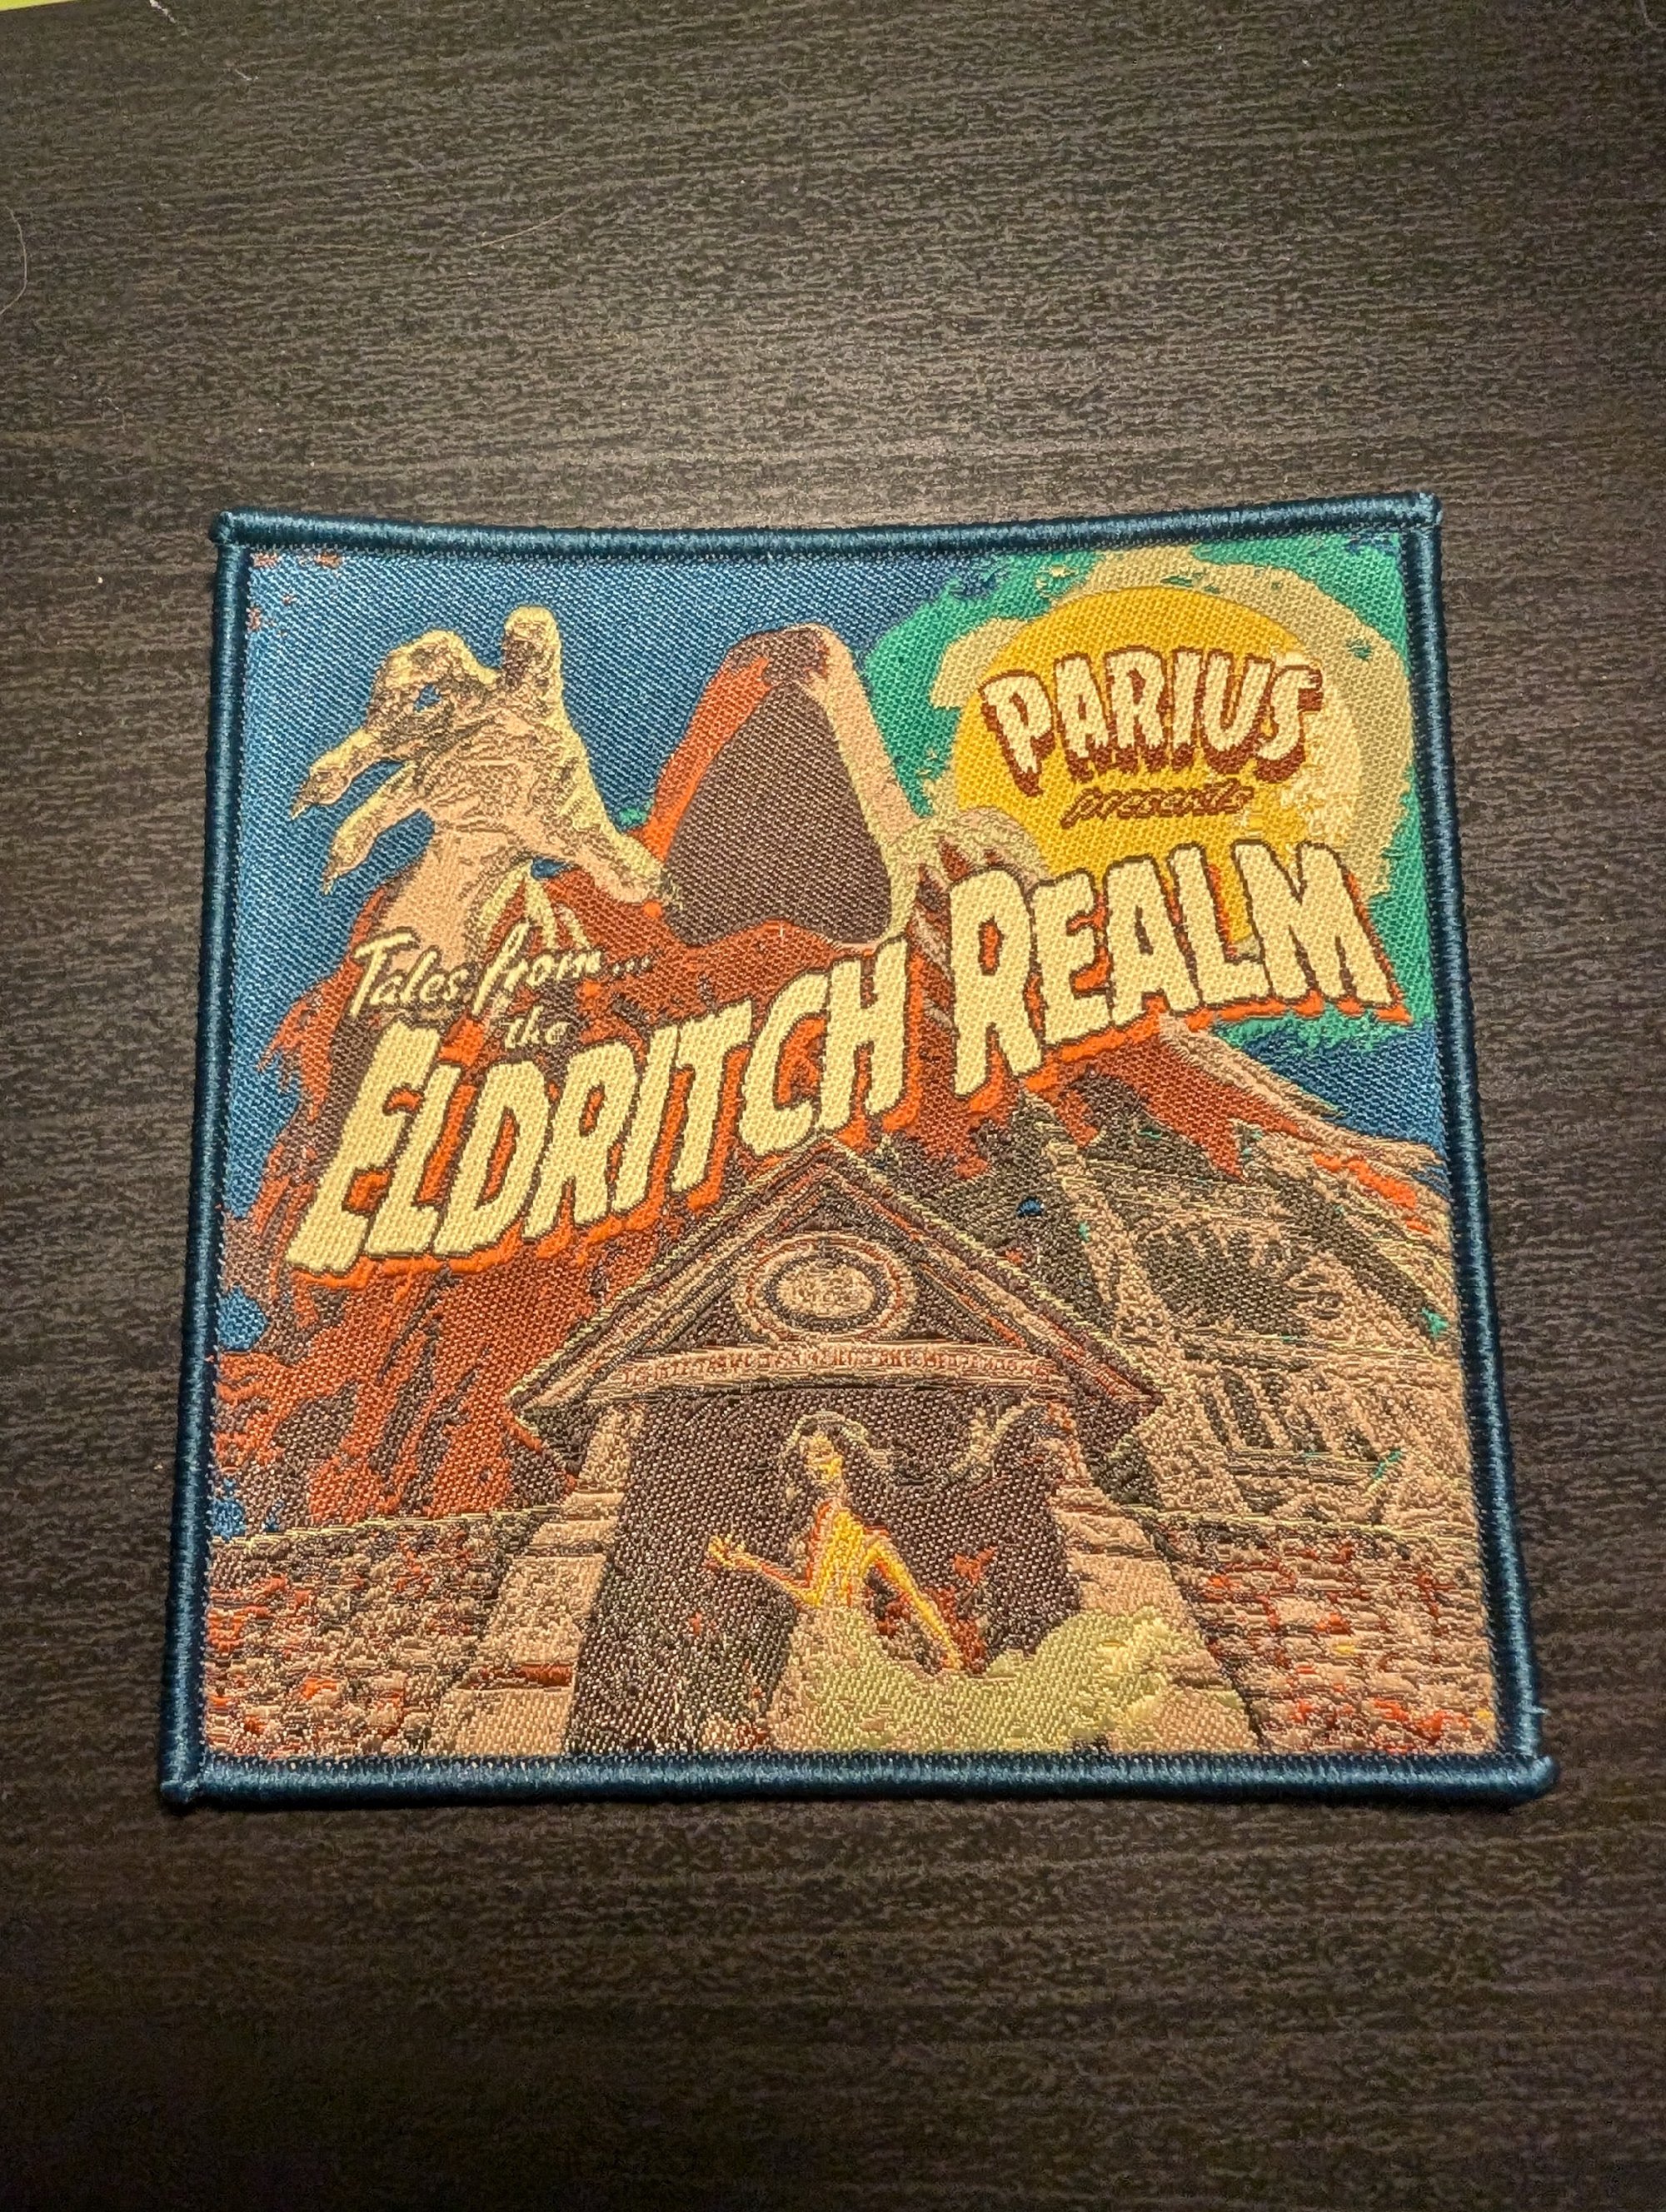 PARIUS
presents
Tales from...
the
ELDRITCH REALM